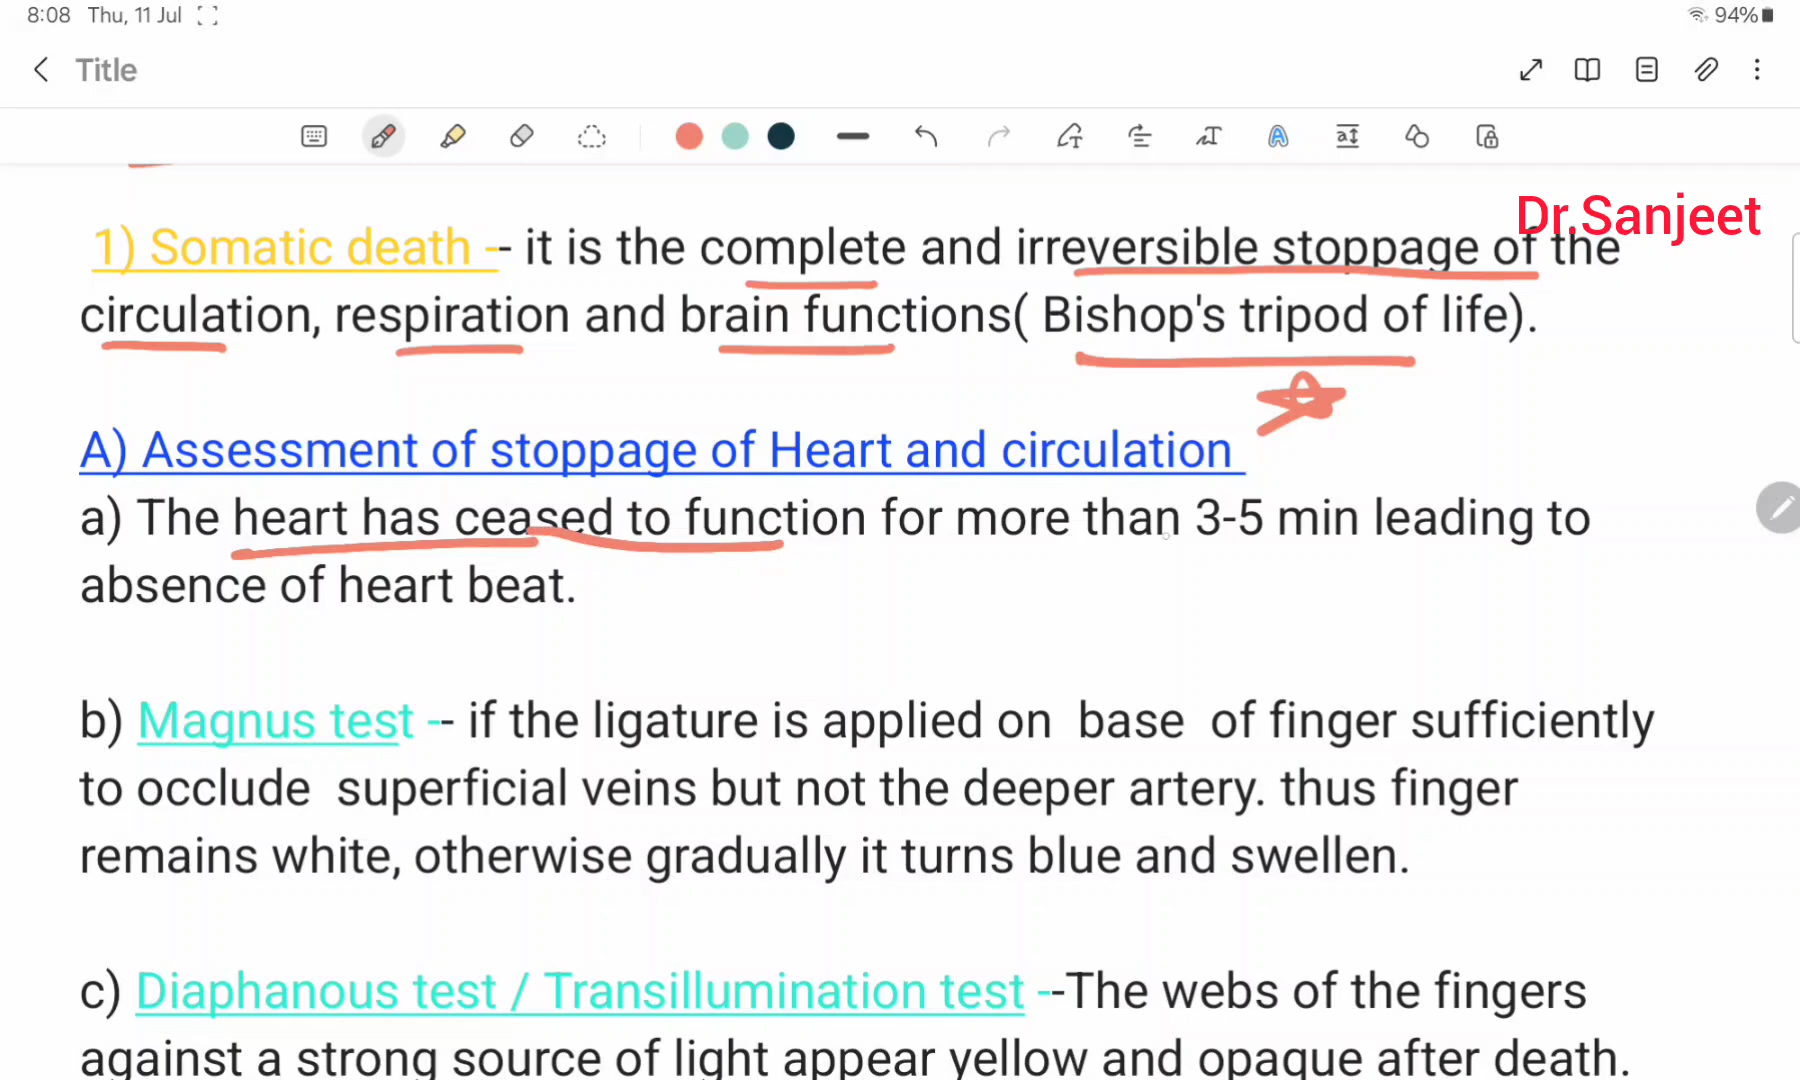 8:08 Thu, 11 Jul 94%
Title
Dr.Sanjeet
1) Somatic death -- it is the complete and irreversible stoppage of the
circulation, respiration and brain functions( Bishop's tripod of life).
A) Assessment of stoppage of Heart and circulation
a) The heart has ceased to function for more than 3-5 min leading to
absence of heart beat.
b) Magnus test -- if the ligature is applied on base of finger sufficiently
to occlude superficial veins but not the deeper artery. thus finger
remains white, otherwise gradually it turns blue and swellen.
c) Diaphanous test / Transillumination test --The webs of the fingers
against a strong source of light appear yellow and opaque after death.